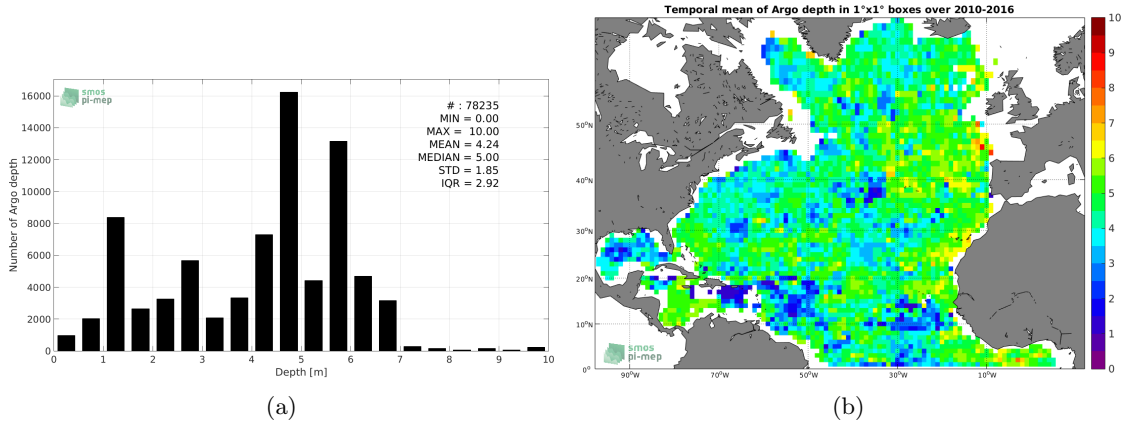 smos
pi-mep
# : 78235
MIN = 0.00
MAX = 10.00
MEAN = 4.24
MEDIAN = 5.00
STD = 1.85
IQR = 2.92
Number of Argo depth
16000
14000
12000
10000
8000
6000
4000
2000
0
0 1 2 3 4 5 6 7 8 9 10
Depth [m]
(a)
Temporal mean of Argo depth in 1°x1° boxes over 2010-2016
50°N
40°N
30°N
20°N
10°N
0°
90°W 70°W 50°W 30°W 10°W
smos
pi-mep
10
9
8
7
6
5
4
3
2
1
0
(b)